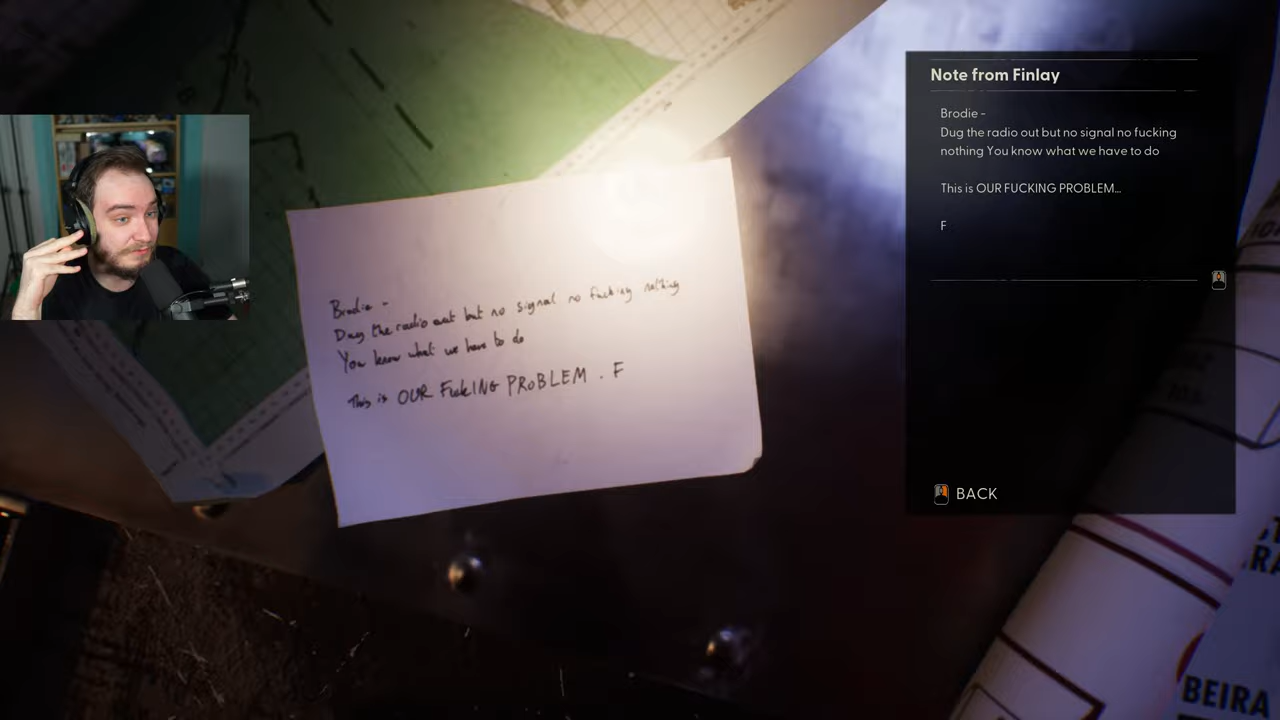 Brodie -
Dug the radio out but no signal no fucking nothing
You know what we have to do
This is OUR FUCKING PROBLEM . F
Note from Finlay
Brodie -
Dug the radio out but no signal no fucking
nothing You know what we have to do
This is OUR FUCKING PROBLEM...
F
BACK
BEIRA